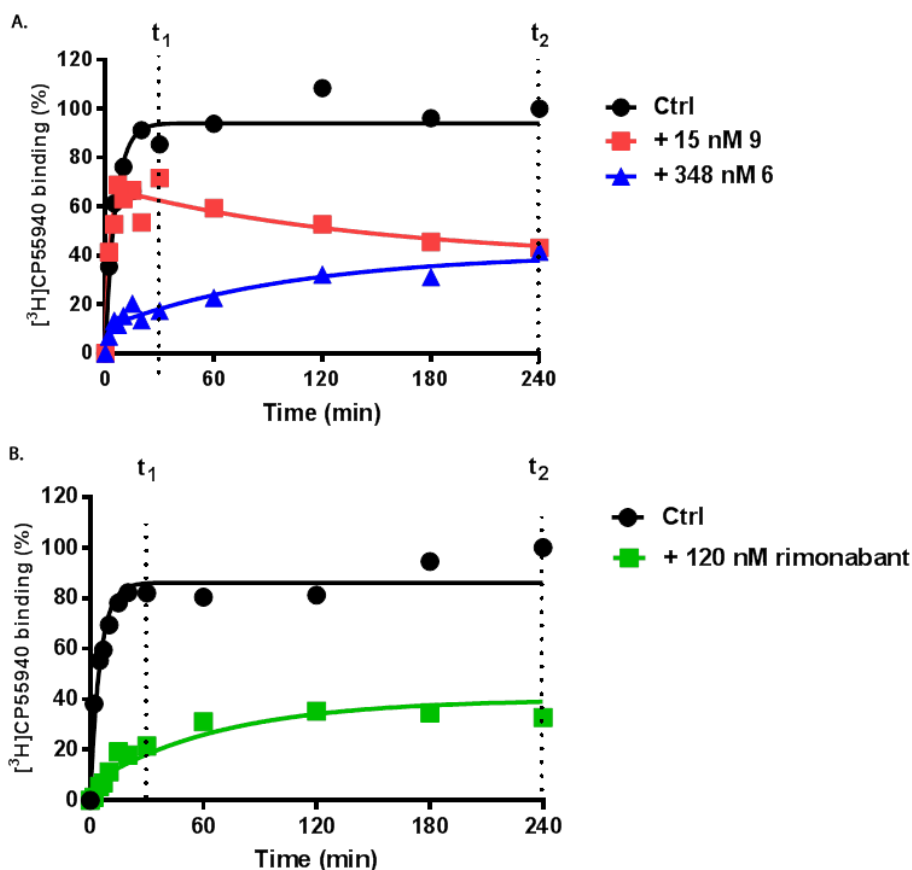 A.
t₁ t₂
120
100
80
60
40
20
0
[³H]CP55940 binding (%)
0 60 120 180 240
Time (min)
Ctrl
+ 15 nM 9
+ 348 nM 6
B.
t₁ t₂
120
100
80
60
40
20
0
[³H]CP55940 binding (%)
0 60 120 180 240
Time (min)
Ctrl
+ 120 nM rimonabant